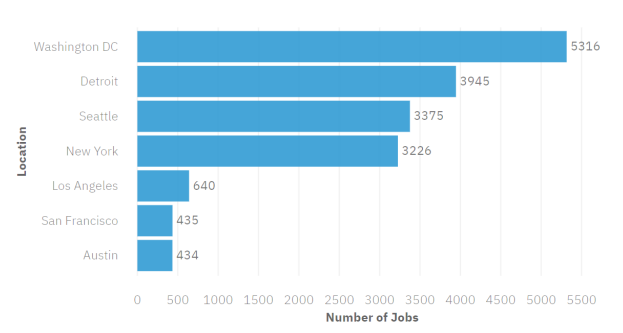 Location
Washington DC 5316
Detroit 3945
Seattle 3375
New York 3226
Los Angeles 640
San Francisco 435
Austin 434
0 500 1000 1500 2000 2500 3000 3500 4000 4500 5000 5500
Number of Jobs